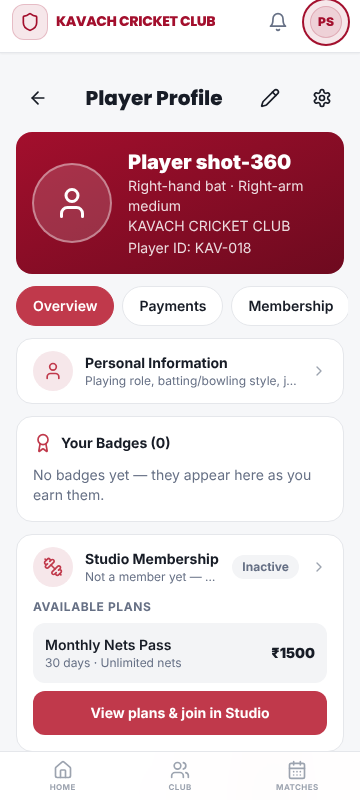 KAVACH CRICKET CLUB
PS
Player Profile
Player shot-360
Right-hand bat · Right-arm
medium
KAVACH CRICKET CLUB
Player ID: KAV-018
Overview
Payments
Membership
Personal Information
Playing role, batting/bowling style, j...
Your Badges (0)
No badges yet — they appear here as you
earn them.
Studio Membership
Not a member yet — ...
Inactive
AVAILABLE PLANS
Monthly Nets Pass
30 days · Unlimited nets
₹1500
View plans & join in Studio
HOME
CLUB
MATCHES